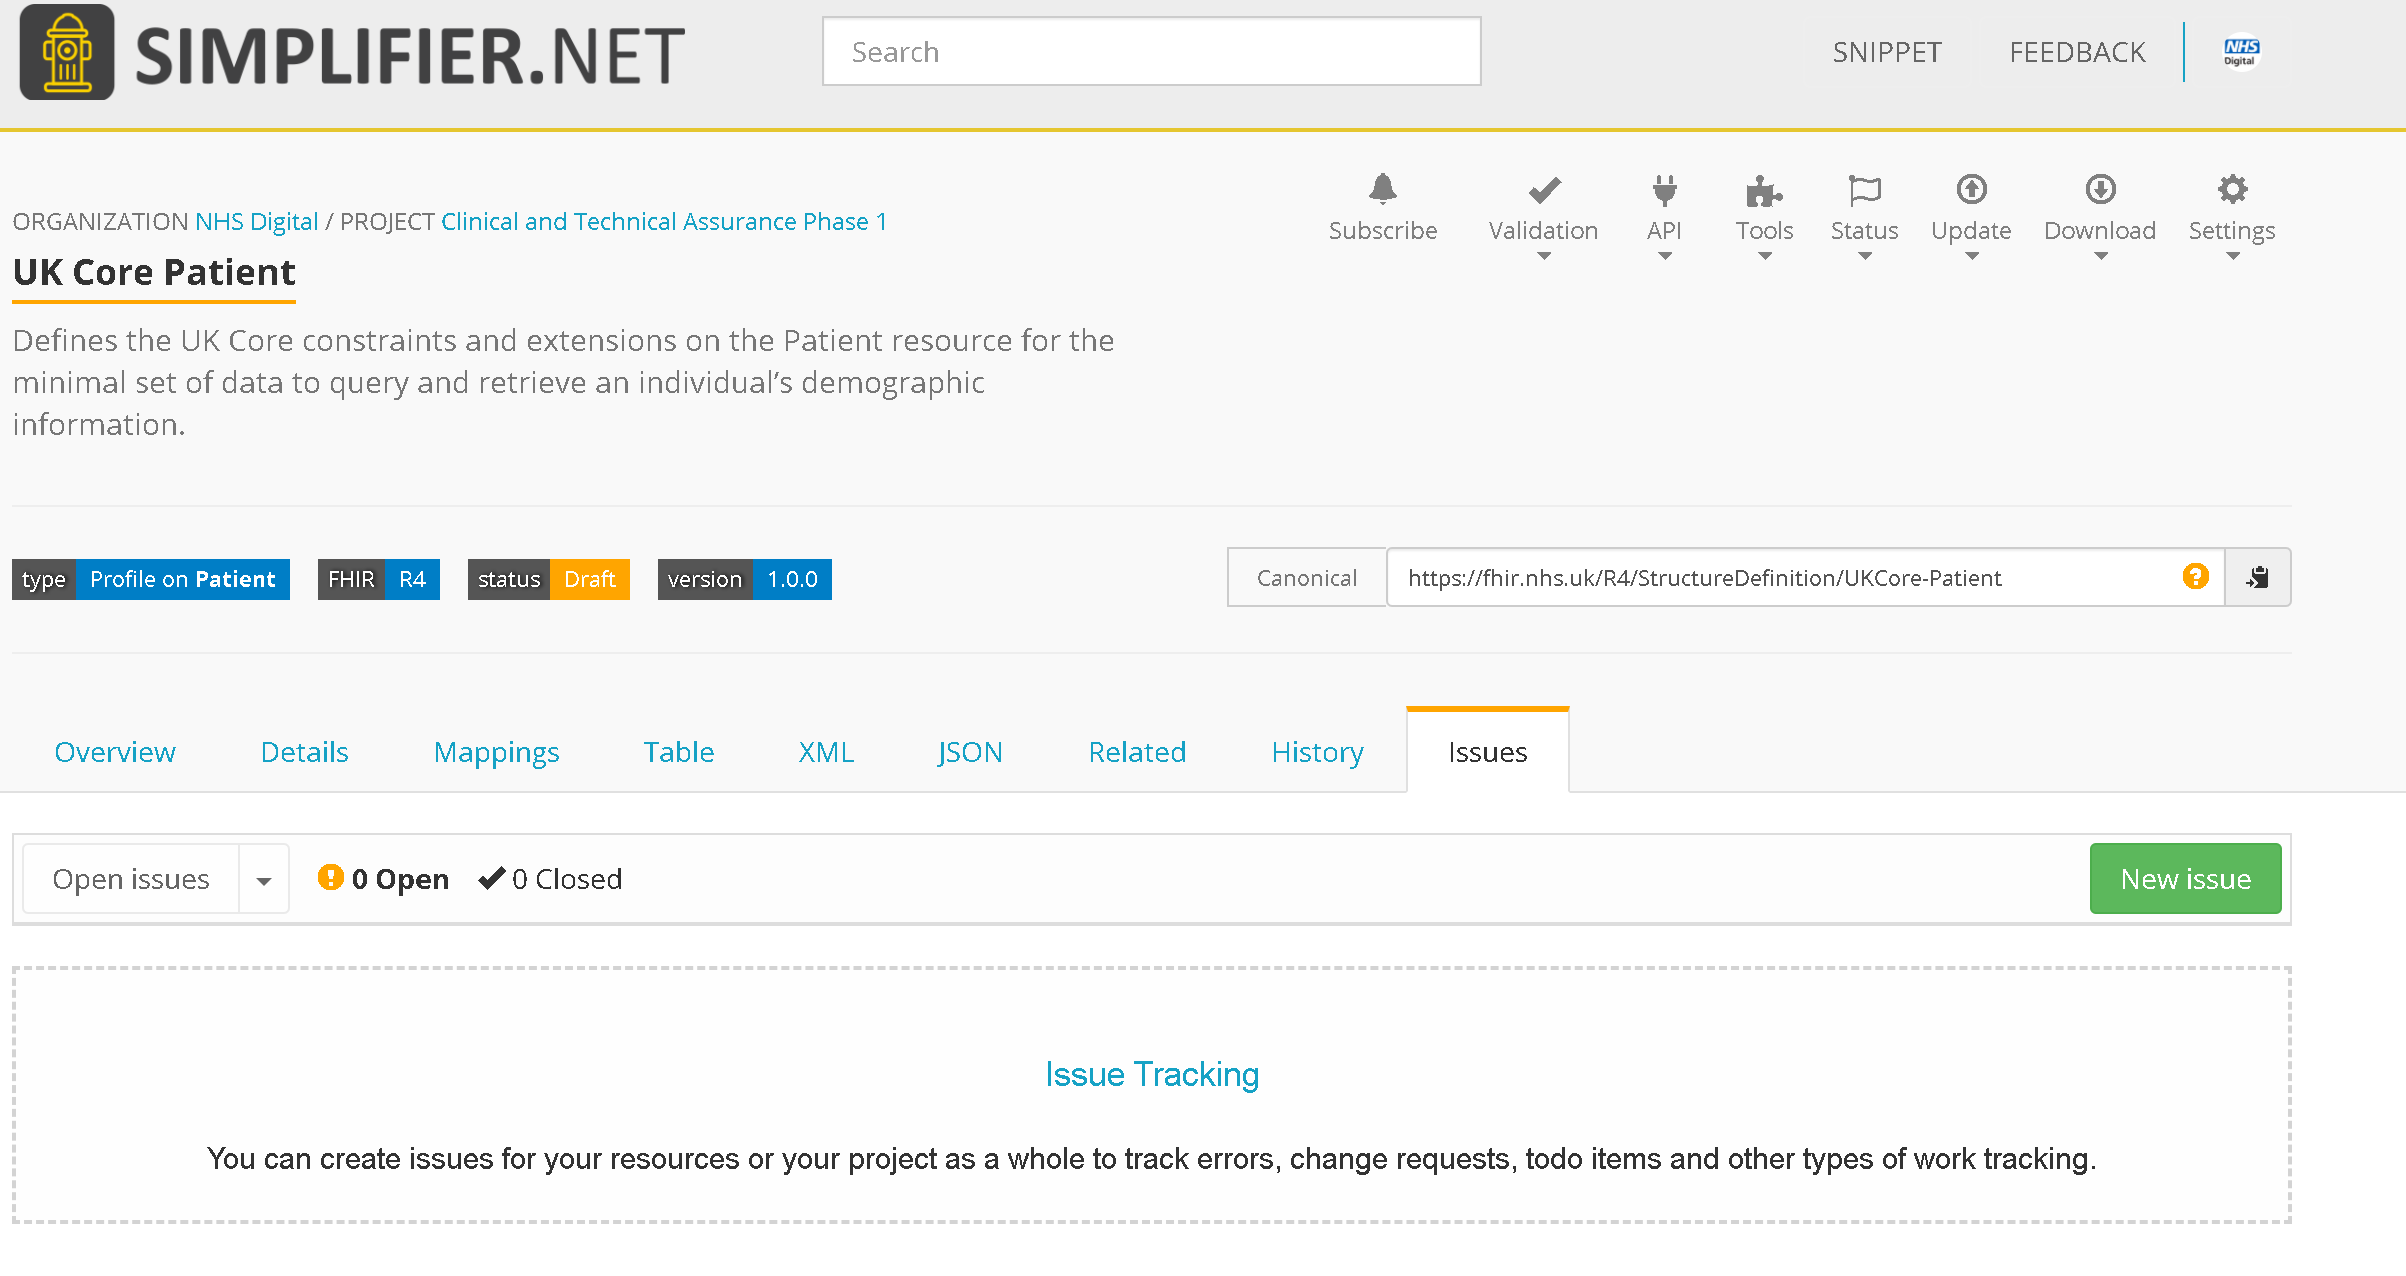 SIMPLIFIER.NET
Search
SNIPPET
FEEDBACK
NHS
Digital
ORGANIZATION NHS Digital / PROJECT Clinical and Technical Assurance Phase 1
Subscribe
Validation
API
Tools
Status
Update
Download
Settings
UK Core Patient
Defines the UK Core constraints and extensions on the Patient resource for the
minimal set of data to query and retrieve an individual’s demographic
information.
type Profile on Patient
FHIR R4
status Draft
version 1.0.0
Canonical
https://fhir.nhs.uk/R4/StructureDefinition/UKCore-Patient
Overview
Details
Mappings
Table
XML
JSON
Related
History
Issues
Open issues
0 Open
0 Closed
New issue
Issue Tracking
You can create issues for your resources or your project as a whole to track errors, change requests, todo items and other types of work tracking.